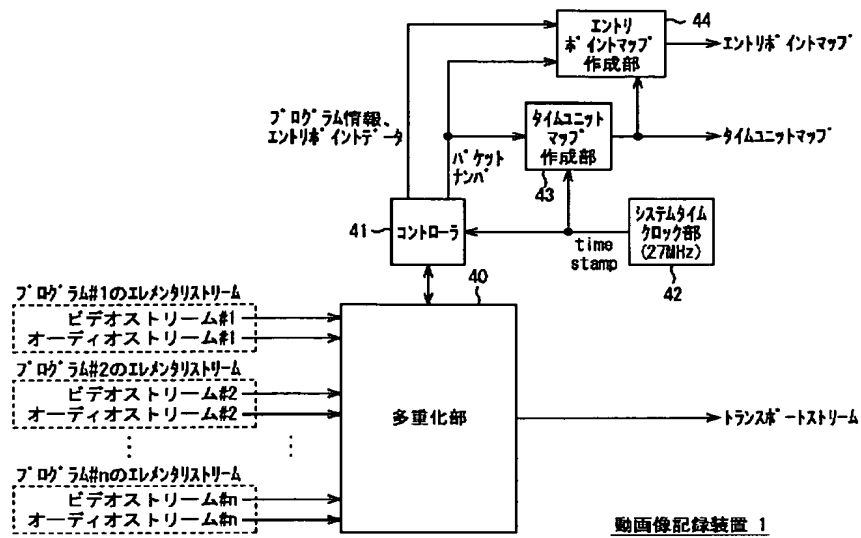 44
エントリ
ポイントマップ
作成部
エントリポイントマップ
プログラム情報、
エントリポイントデータ
タイムユニット
マップ
作成部
タイムユニットマップ
パケット
ナンバ
43
41
コントローラ
システムタイム
クロック部
(27MHz)
time
stamp
42
40
プログラム#1のエレメンタリストリーム
ビデオストリーム#1
オーディオストリーム#1
プログラム#2のエレメンタリストリーム
ビデオストリーム#2
オーディオストリーム#2
多重化部
トランスポートストリーム
プログラム#nのエレメンタリストリーム
ビデオストリーム#n
オーディオストリーム#n
動画像記録装置 1